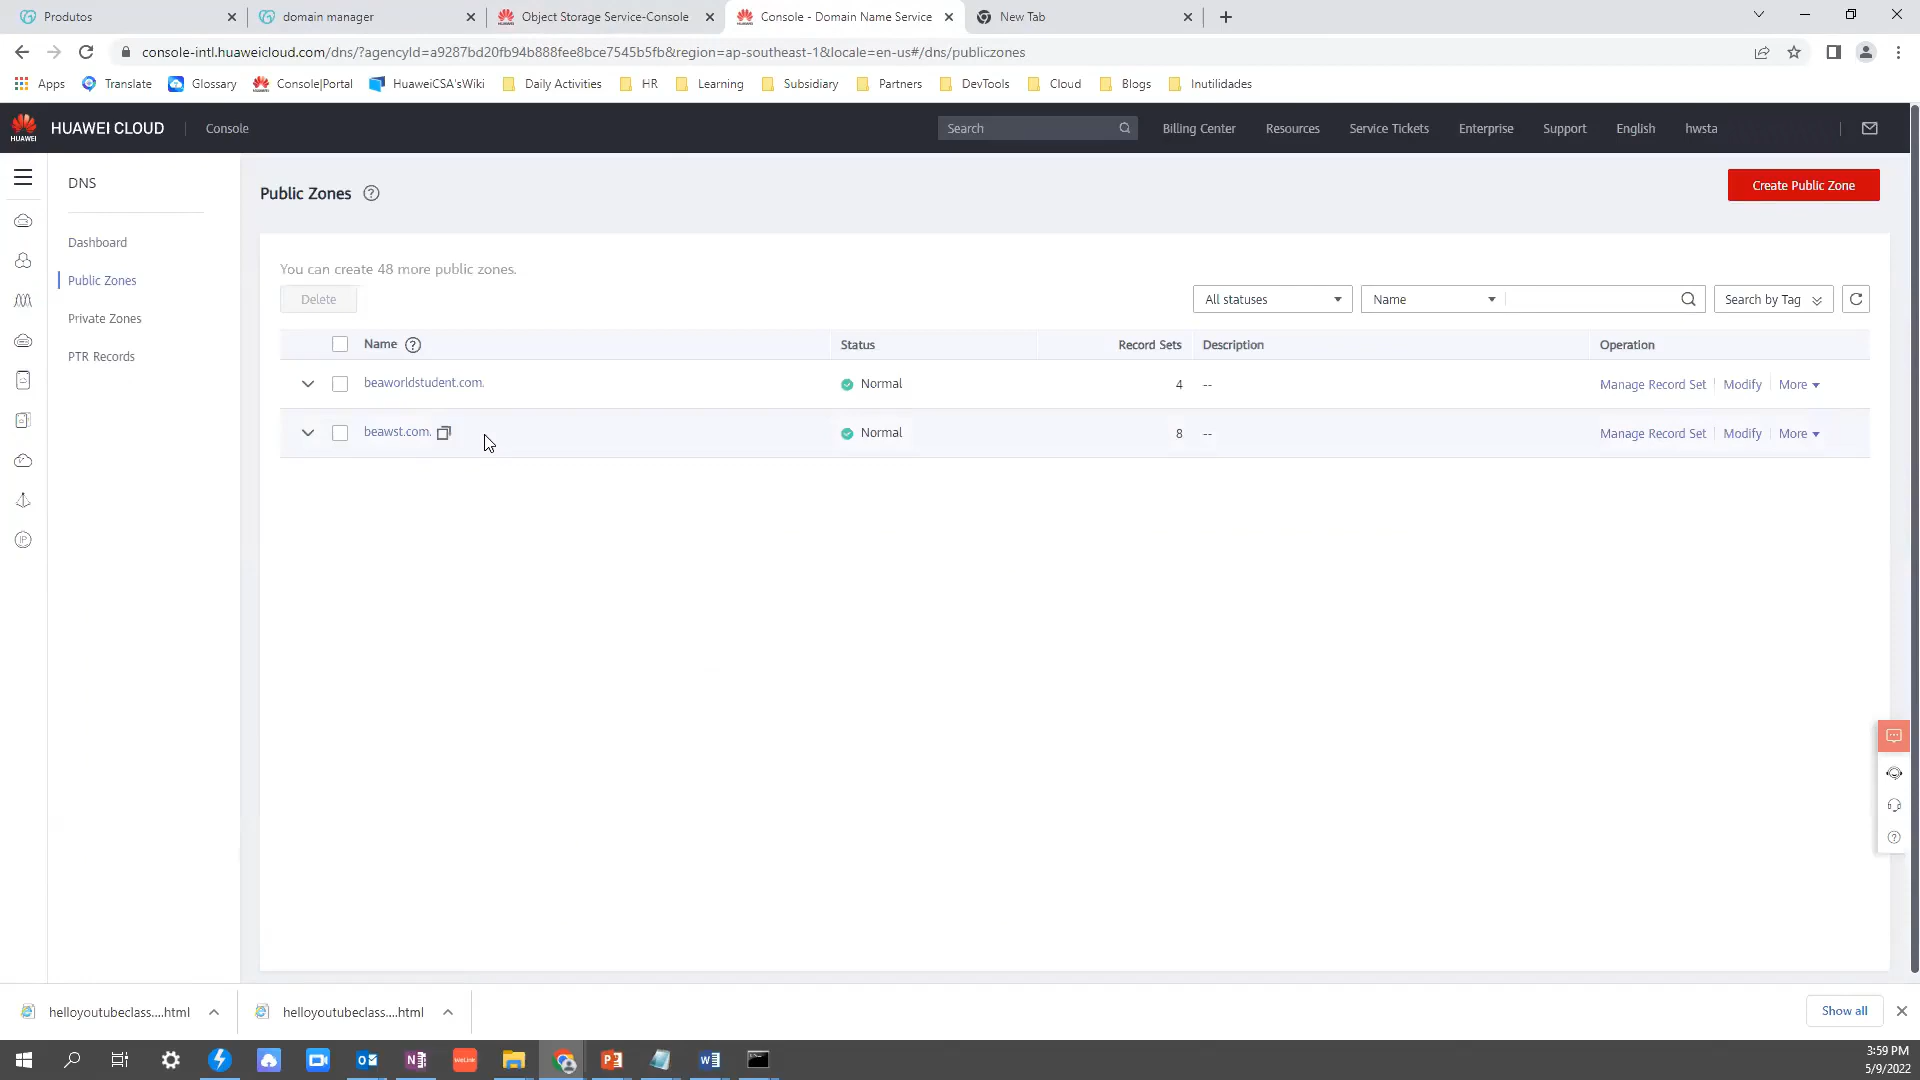 Produtos
domain manager
Object Storage Service-Console
Console - Domain Name Service
New Tab
console-intl.huaweicloud.com/dns/?agencyId=a9287bd20fb94b888fee8bce7545b5fb&region=ap-southeast-1&locale=en-us#/dns/publiczones
Apps
Translate
Glossary
Console|Portal
HuaweiCSA'sWiki
Daily Activities
HR
Learning
Subsidiary
Partners
DevTools
Cloud
Blogs
Inutilidades
HUAWEI
HUAWEI CLOUD
Console
Search
Billing Center
Resources
Service Tickets
Enterprise
Support
English
hwsta
DNS
Dashboard
Public Zones
Private Zones
PTR Records
Public Zones
Create Public Zone
You can create 48 more public zones.
Delete
All statuses
Name
Search by Tag
Name
Status
Record Sets
Description
Operation
beaworldstudent.com.
Normal
4
--
Manage Record Set
Modify
More
beawst.com.
Normal
8
--
Manage Record Set
Modify
More
helloyoutubeclass....html
helloyoutubeclass....html
Show all
3:59 PM
5/9/2022